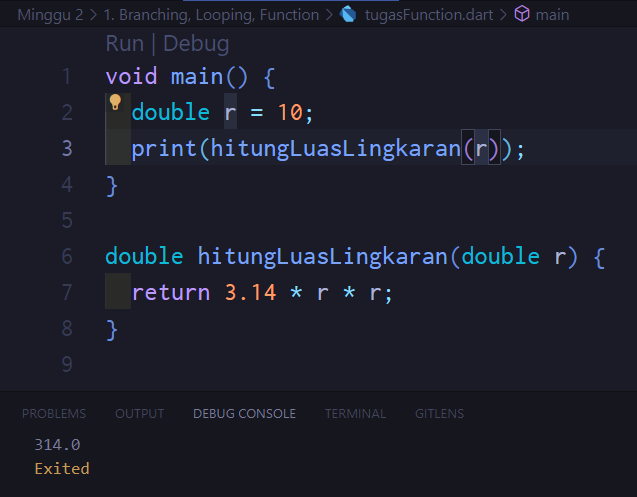 Minggu 2 > 1. Branching, Looping, Function > tugasFunction.dart > main
Run | Debug
1 void main() {
2 double r = 10;
3 print(hitungLuasLingkaran(r));
4 }
5
6 double hitungLuasLingkaran(double r) {
7 return 3.14 * r * r;
8 }
9
PROBLEMS OUTPUT DEBUG CONSOLE TERMINAL GITLENS
314.0
Exited